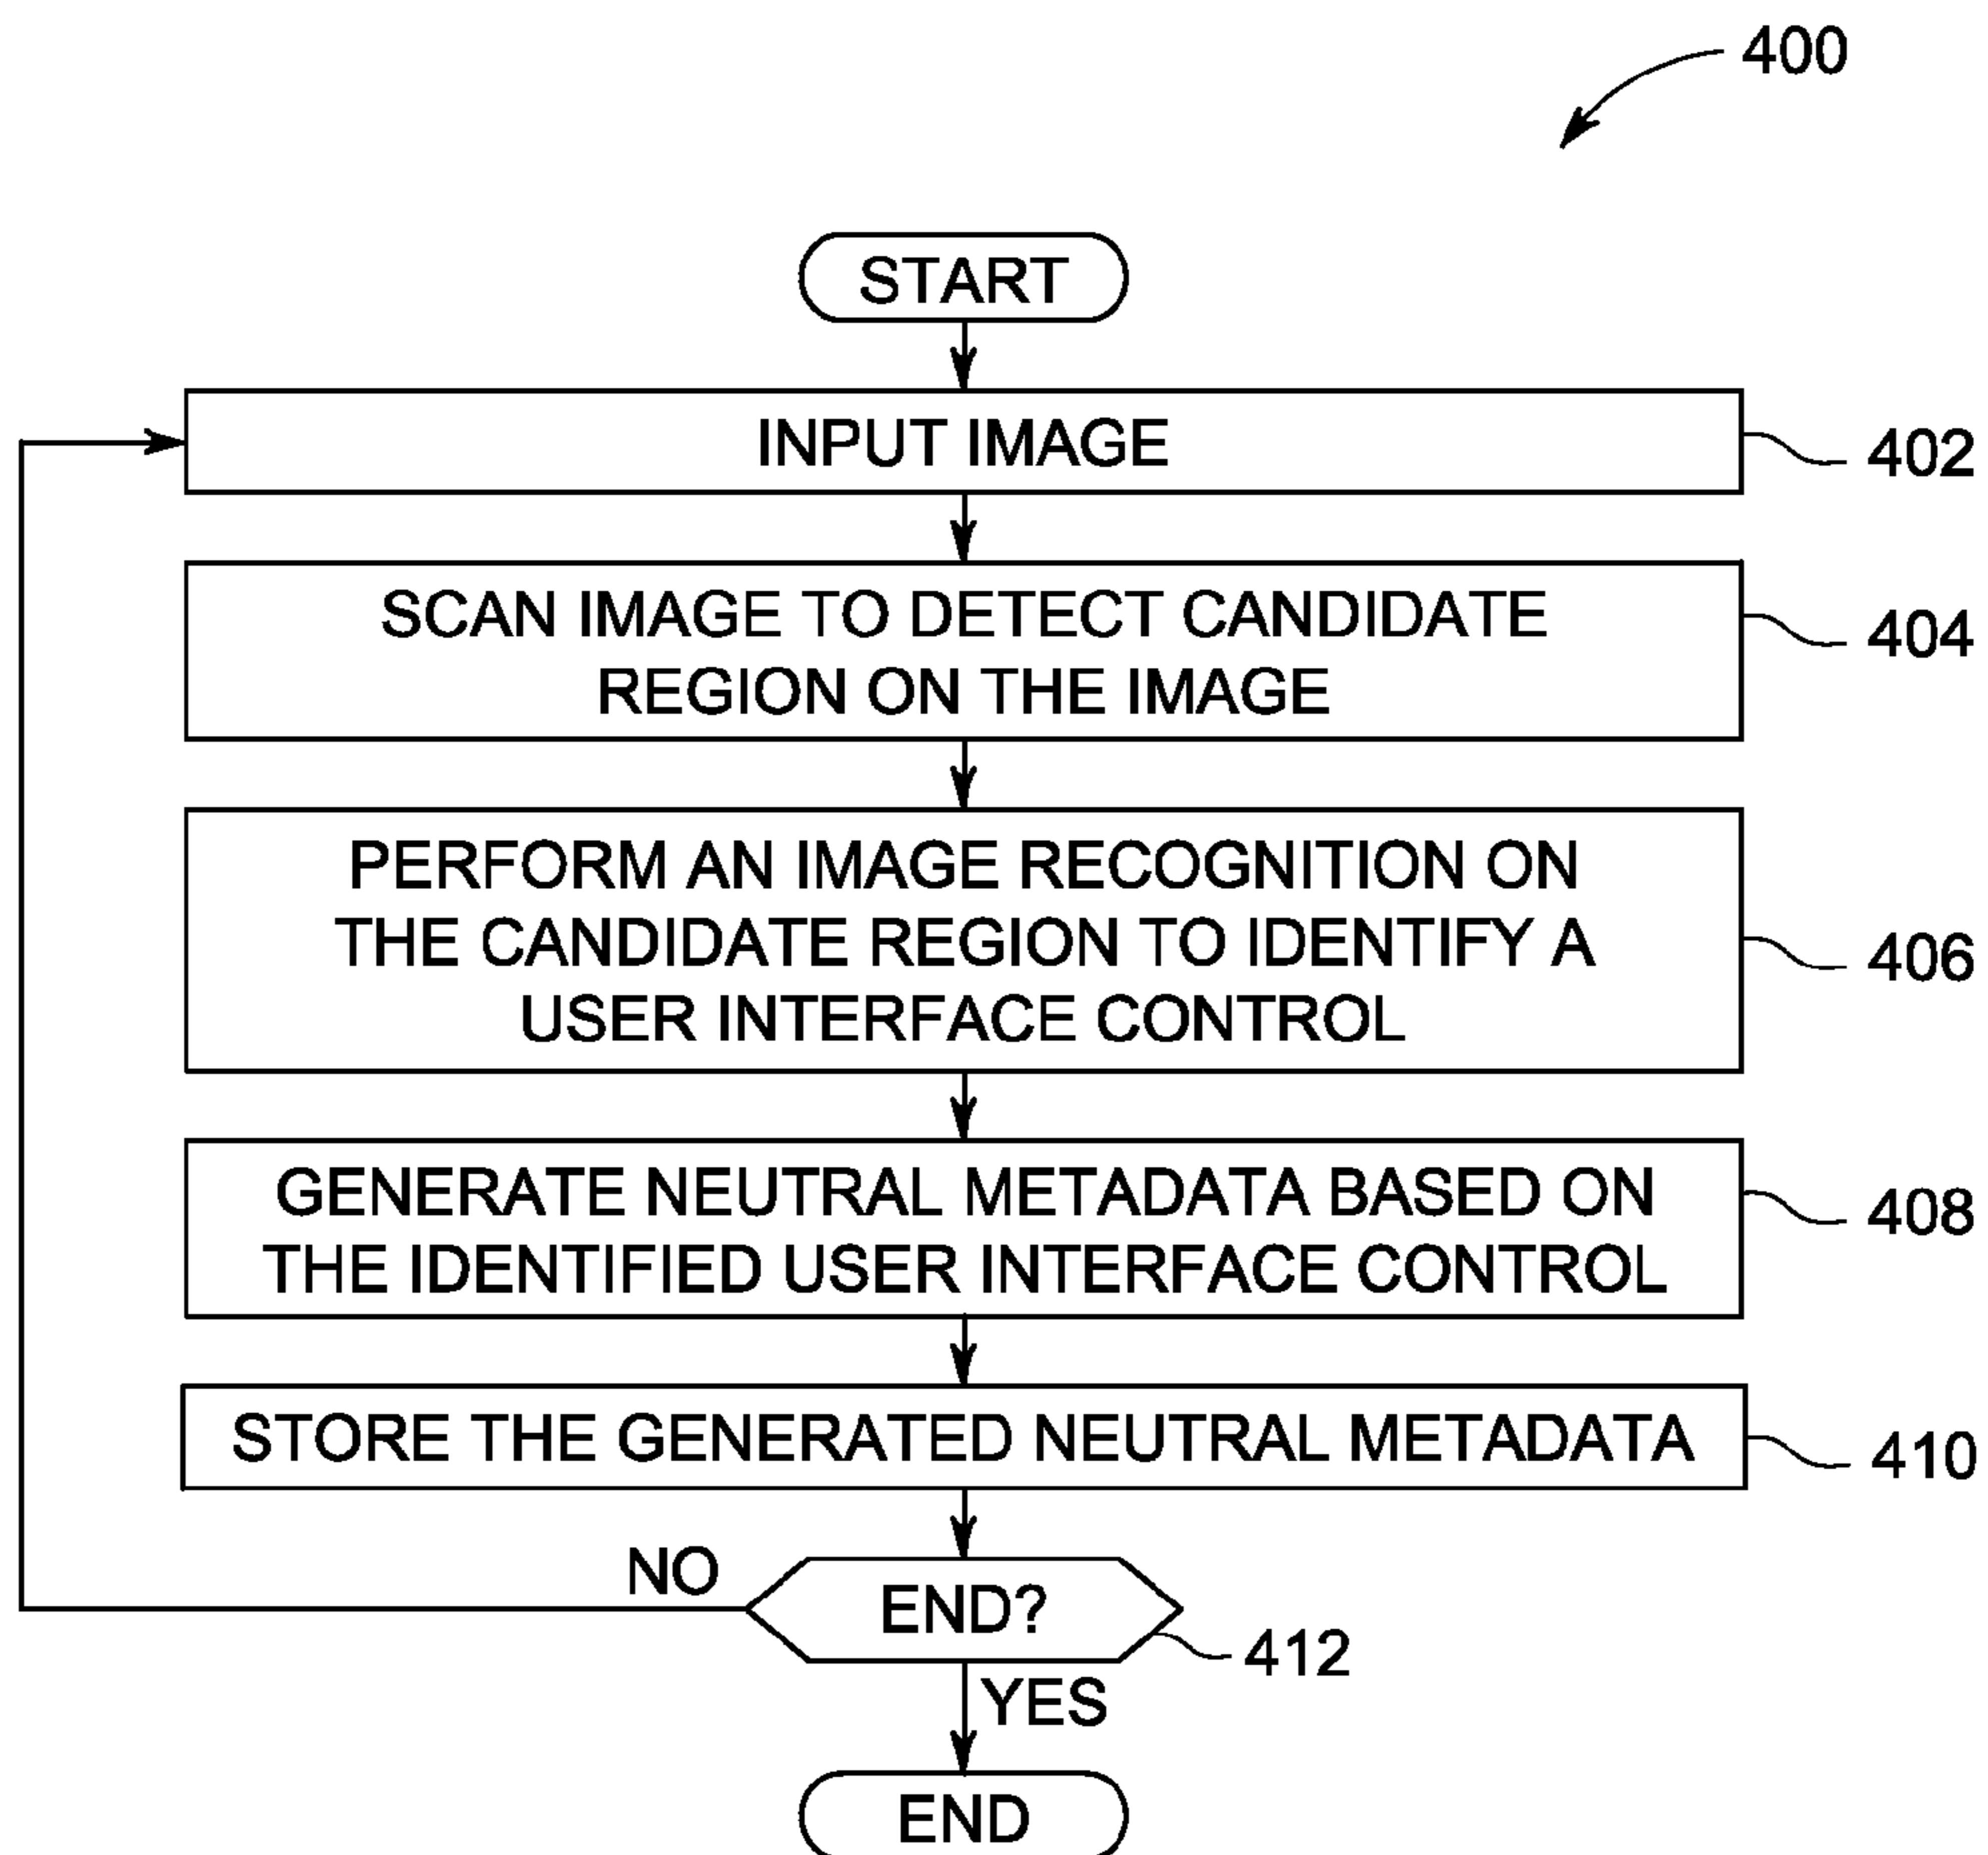 400
START
INPUT IMAGE
402
SCAN IMAGE TO DETECT CANDIDATE
REGION ON THE IMAGE
404
PERFORM AN IMAGE RECOGNITION ON
THE CANDIDATE REGION TO IDENTIFY A
USER INTERFACE CONTROL
406
GENERATE NEUTRAL METADATA BASED ON
THE IDENTIFIED USER INTERFACE CONTROL
408
STORE THE GENERATED NEUTRAL METADATA
410
NO
END?
412
YES
END